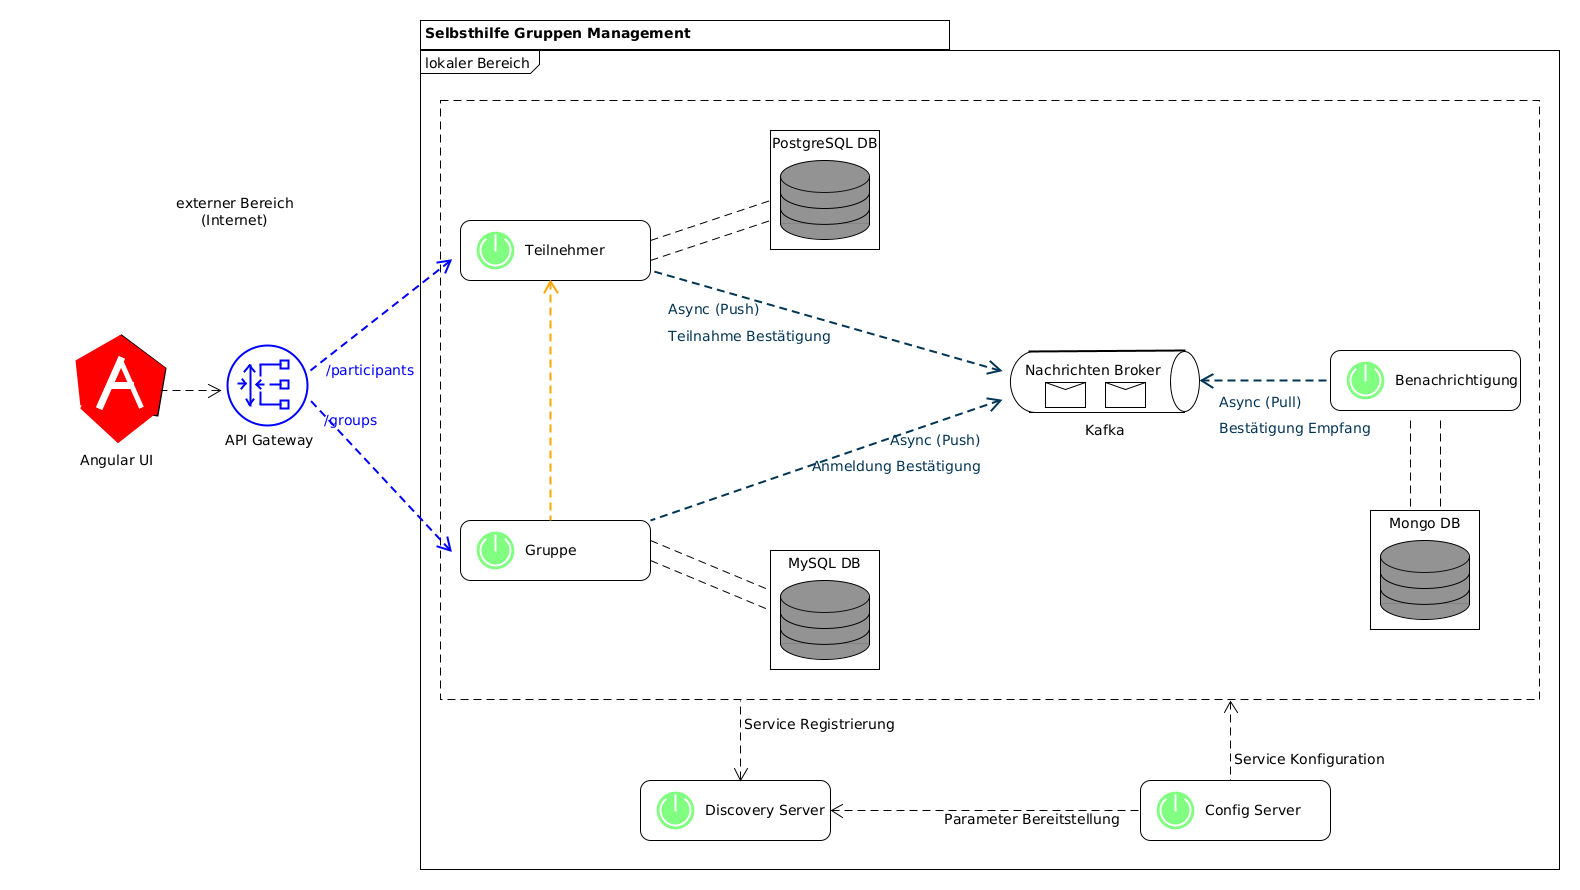 Selbsthilfe Gruppen Management
lokaler Bereich
PostgreSQL DB
externer Bereich
(Internet)
Teilnehmer
Async (Push)
Teilnahme Bestätigung
/participants
Nachrichten Broker
Benachrichtigung
Async (Pull)
Bestätigung Empfang
/groups
Kafka
API Gateway
Async (Push)
Anmeldung Bestätigung
Angular UI
Mongo DB
Gruppe
MySQL DB
Service Registrierung
Service Konfiguration
Discovery Server
Config Server
Parameter Bereitstellung